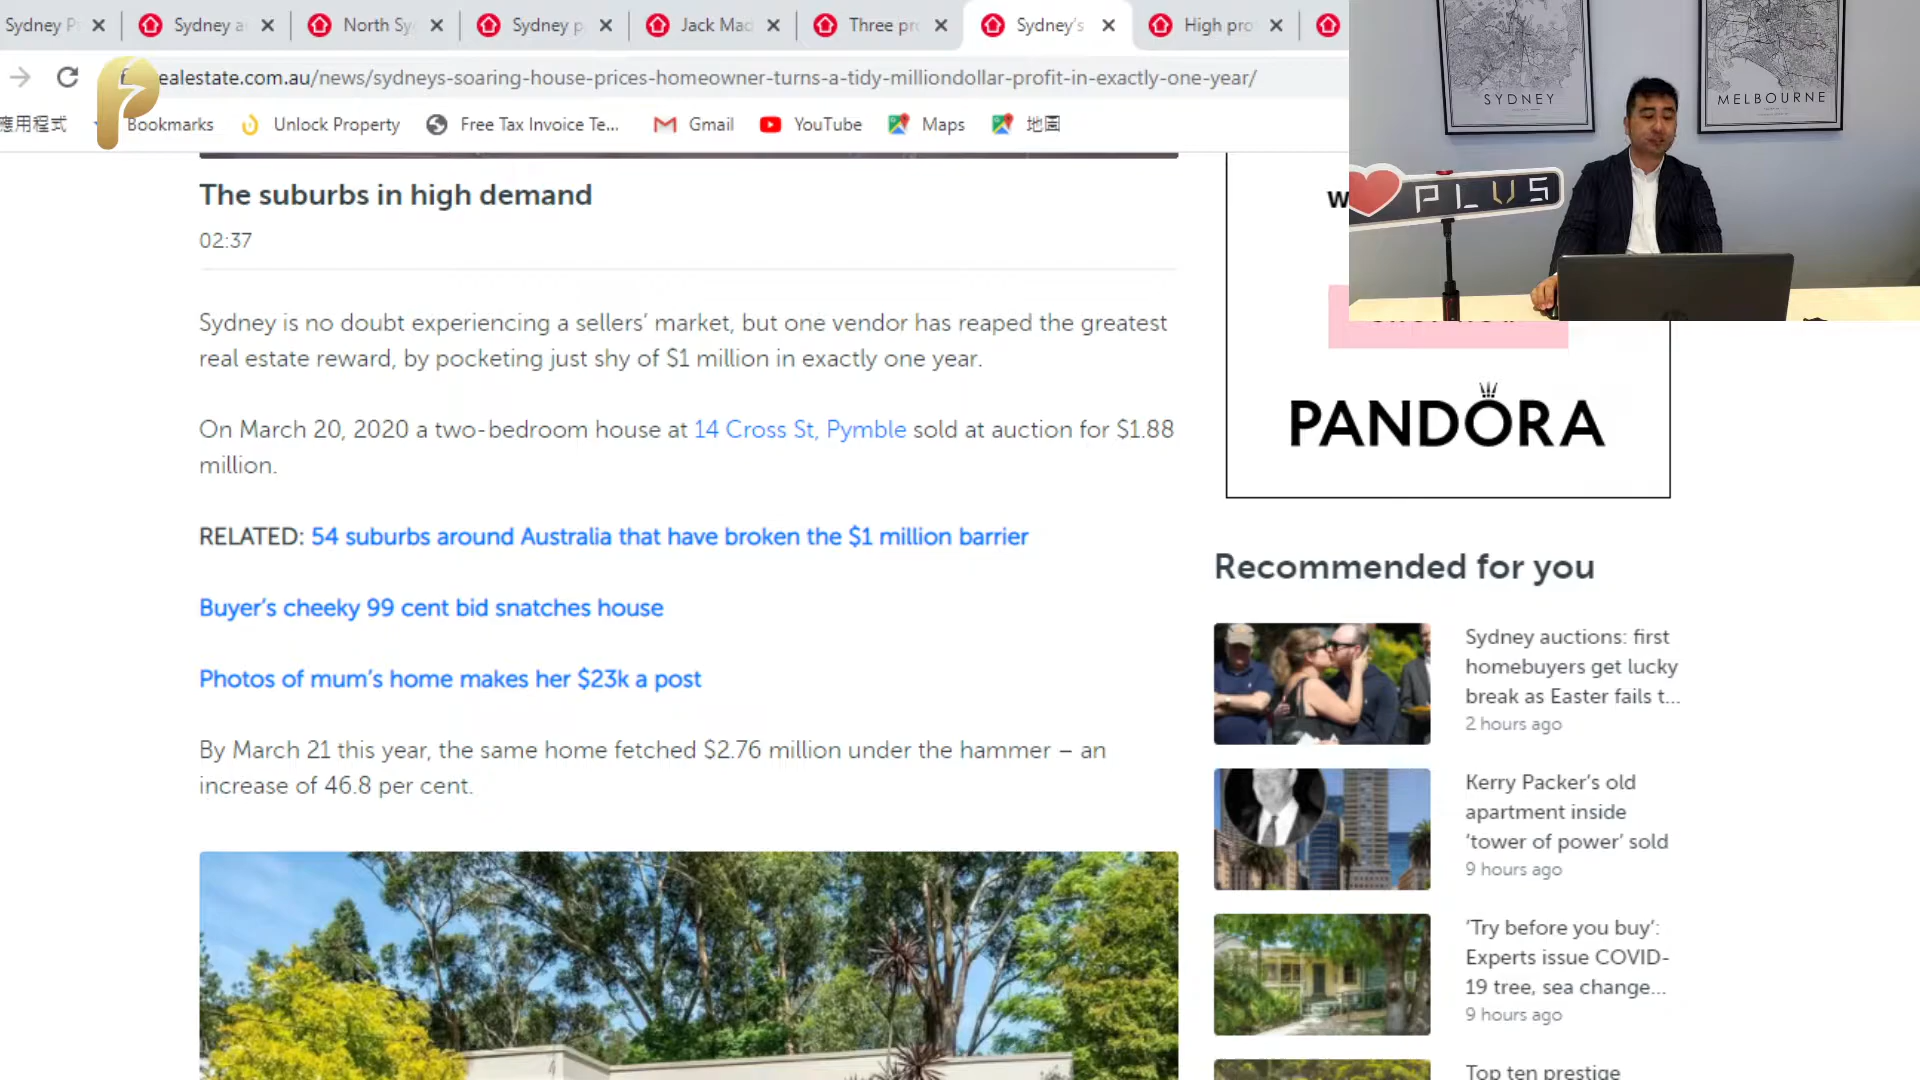 Sydney P
Sydney a
North Sy
Sydney p
Jack Mad
Three pr
Sydney's
High pro
realestate.com.au/news/sydneys-soaring-house-prices-homeowner-turns-a-tidy-milliondollar-profit-in-exactly-one-year/
應用程式
Bookmarks
Unlock Property
Free Tax Invoice Te...
Gmail
YouTube
Maps
地圖
SYDNEY
MELBOURNE
PLUS
The suburbs in high demand
02:37
Sydney is no doubt experiencing a sellers' market, but one vendor has reaped the greatest
real estate reward, by pocketing just shy of $1 million in exactly one year.
On March 20, 2020 a two-bedroom house at 14 Cross St, Pymble sold at auction for $1.88
million.
RELATED: 54 suburbs around Australia that have broken the $1 million barrier
Buyer's cheeky 99 cent bid snatches house
Photos of mum's home makes her $23k a post
By March 21 this year, the same home fetched $2.76 million under the hammer – an
increase of 46.8 per cent.
PANDORA
Recommended for you
Sydney auctions: first
homebuyers get lucky
break as Easter fails t...
2 hours ago
Kerry Packer's old
apartment inside
'tower of power' sold
9 hours ago
'Try before you buy':
Experts issue COVID-
19 tree, sea change...
9 hours ago
Top ten prestige